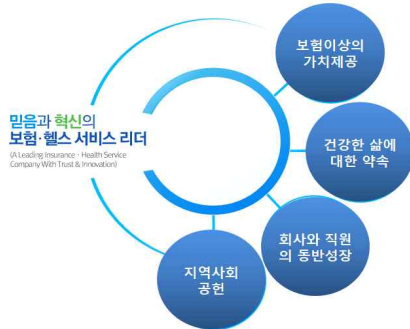 보험이상의
가치제공
믿음과 혁신의
보험·헬스 서비스 리더
(A Leading Insurance · Health Service
Company With Trust & Innovation)
건강한 삶에
대한 약속
회사와 직원
의 동반성장
지역사회
공헌